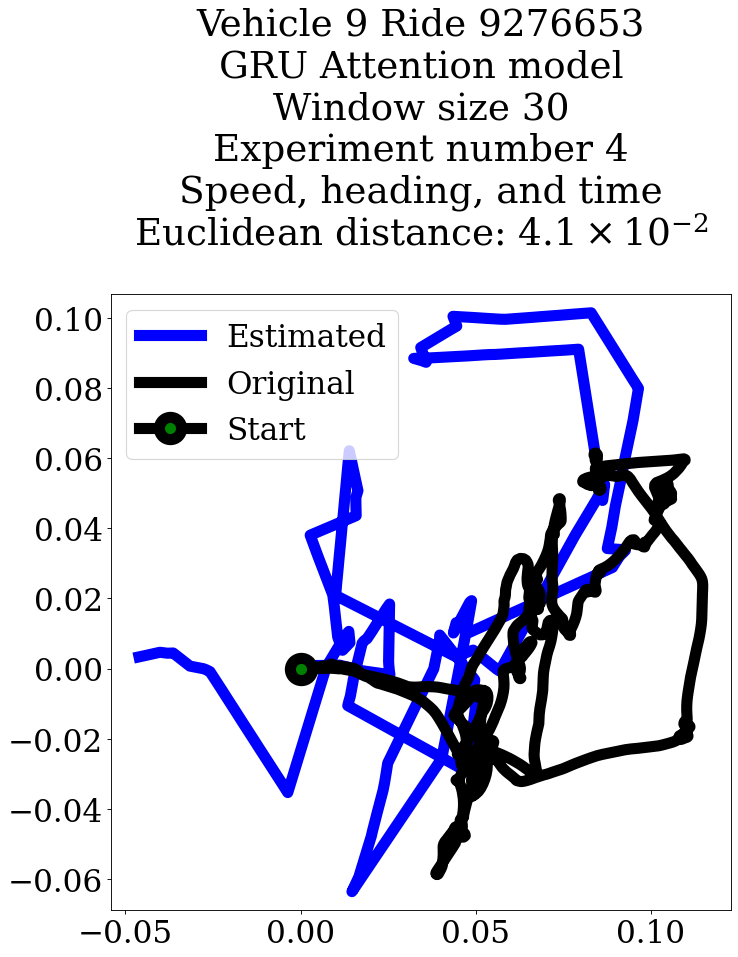 Vehicle 9 Ride 9276653
GRU Attention model
Window size 30
Experiment number 4
Speed, heading, and time
Euclidean distance: 4.1 × 10⁻²
Estimated
Original
Start
0.10
0.08
0.06
0.04
0.02
0.00
−0.02
−0.04
−0.06
−0.05 0.00 0.05 0.10